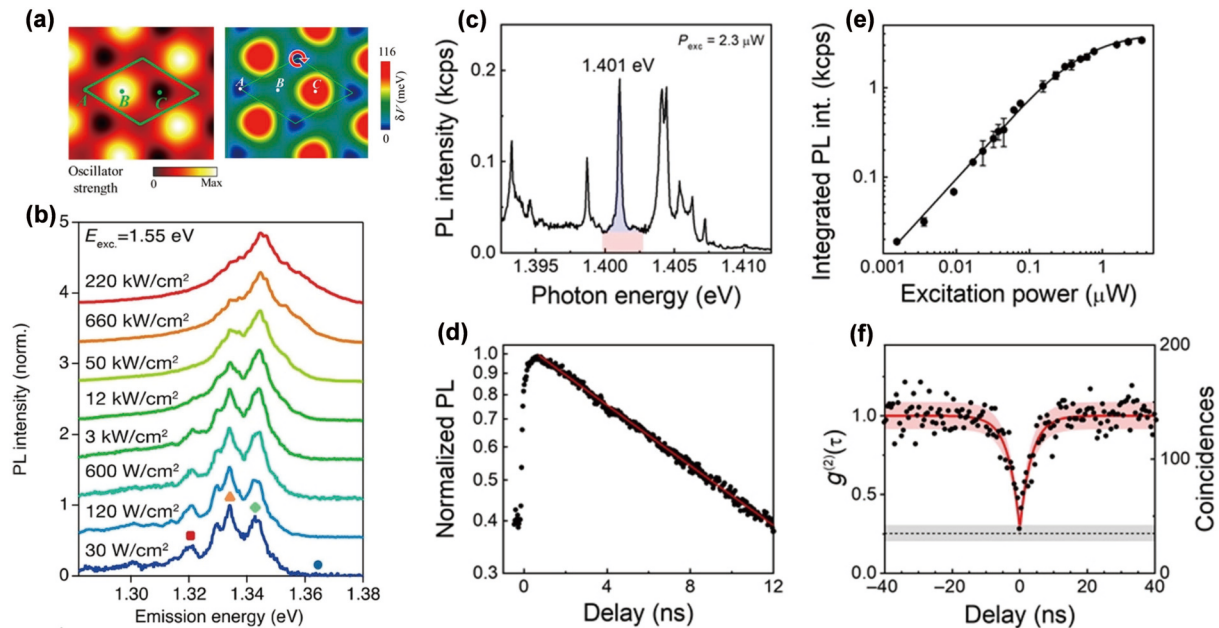 (a)
A
B
C
Oscillator
strength
0
Max
A
B
C
116
δV (meV)
0
(b)
PL intensity (norm.)
5
4
3
2
1
0
E exc.=1.55 eV
220 kW/cm²
660 kW/cm²
50 kW/cm²
12 kW/cm²
3 kW/cm²
600 W/cm²
120 W/cm²
30 W/cm²
1.30 1.32 1.34 1.36 1.38
Emission energy (eV)
(c)
PL intensity (kcps)
0.2
0.1
0.0
P exc = 2.3 µW
1.401 eV
1.395 1.400 1.405 1.410
Photon energy (eV)
(d)
Normalized PL
1.0
0.9
0.8
0.7
0.6
0.5
0.4
0.3
0 4 8 12
Delay (ns)
(e)
Integrated PL int. (kcps)
1
0.1
0.001 0.01 0.1 1
Excitation power (µW)
(f)
g⁽²⁾(τ)
1.0
0.5
0.0
200
100
0
Coincidences
−40 −20 0 20 40
Delay (ns)